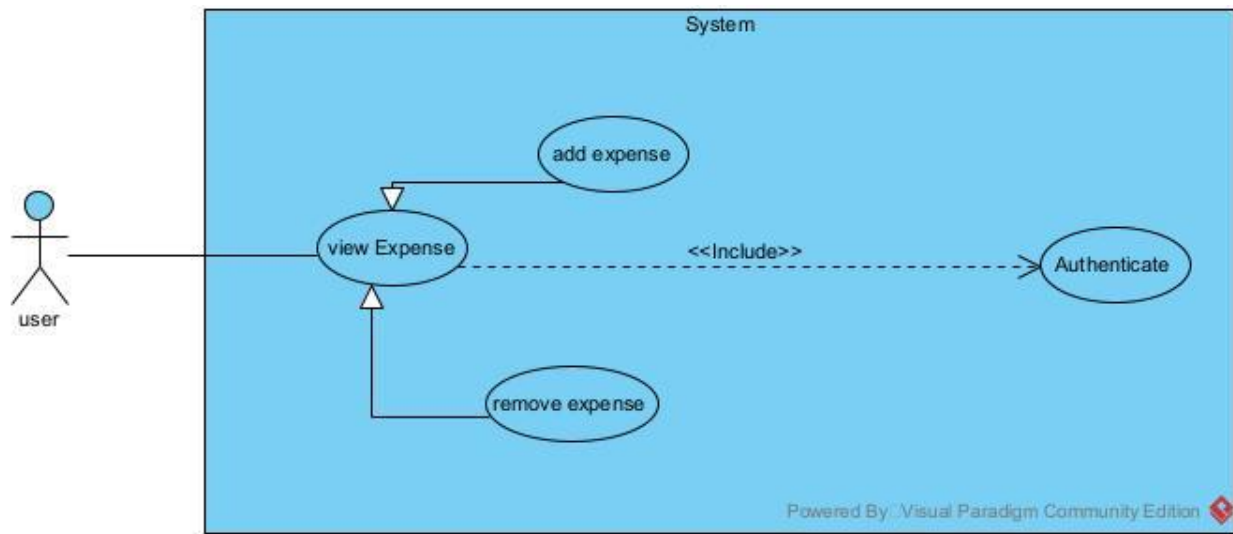 System
add expense
view Expense
<<Include>>
Authenticate
user
remove expense
Powered By: Visual Paradigm Community Edition